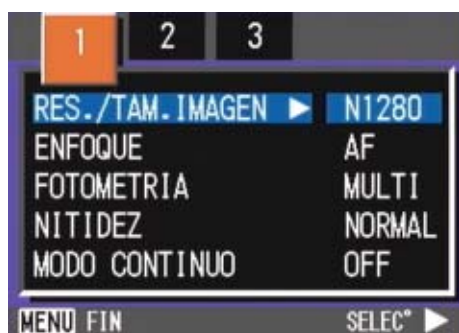 1 2 3
RES./TAM.IMAGEN ▶ N1280
ENFOQUE AF
FOTOMETRIA MULTI
NITIDEZ NORMAL
MODO CONTINUO OFF
MENU FIN SELEC° ▶